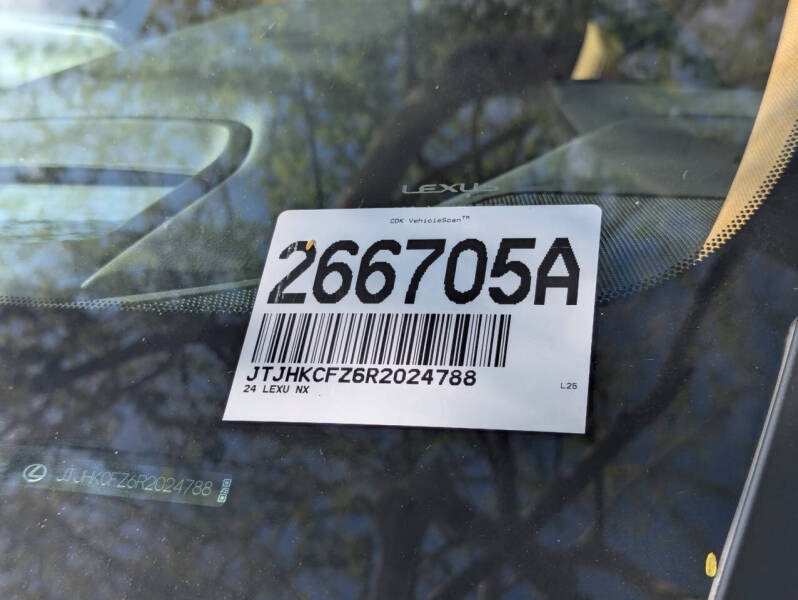 LEXUS
CDK VehicleScan™
266705A
JTJHKCFZ6R2024788
24 LEXU NX
L25
JTJHKCFZ6R2024788